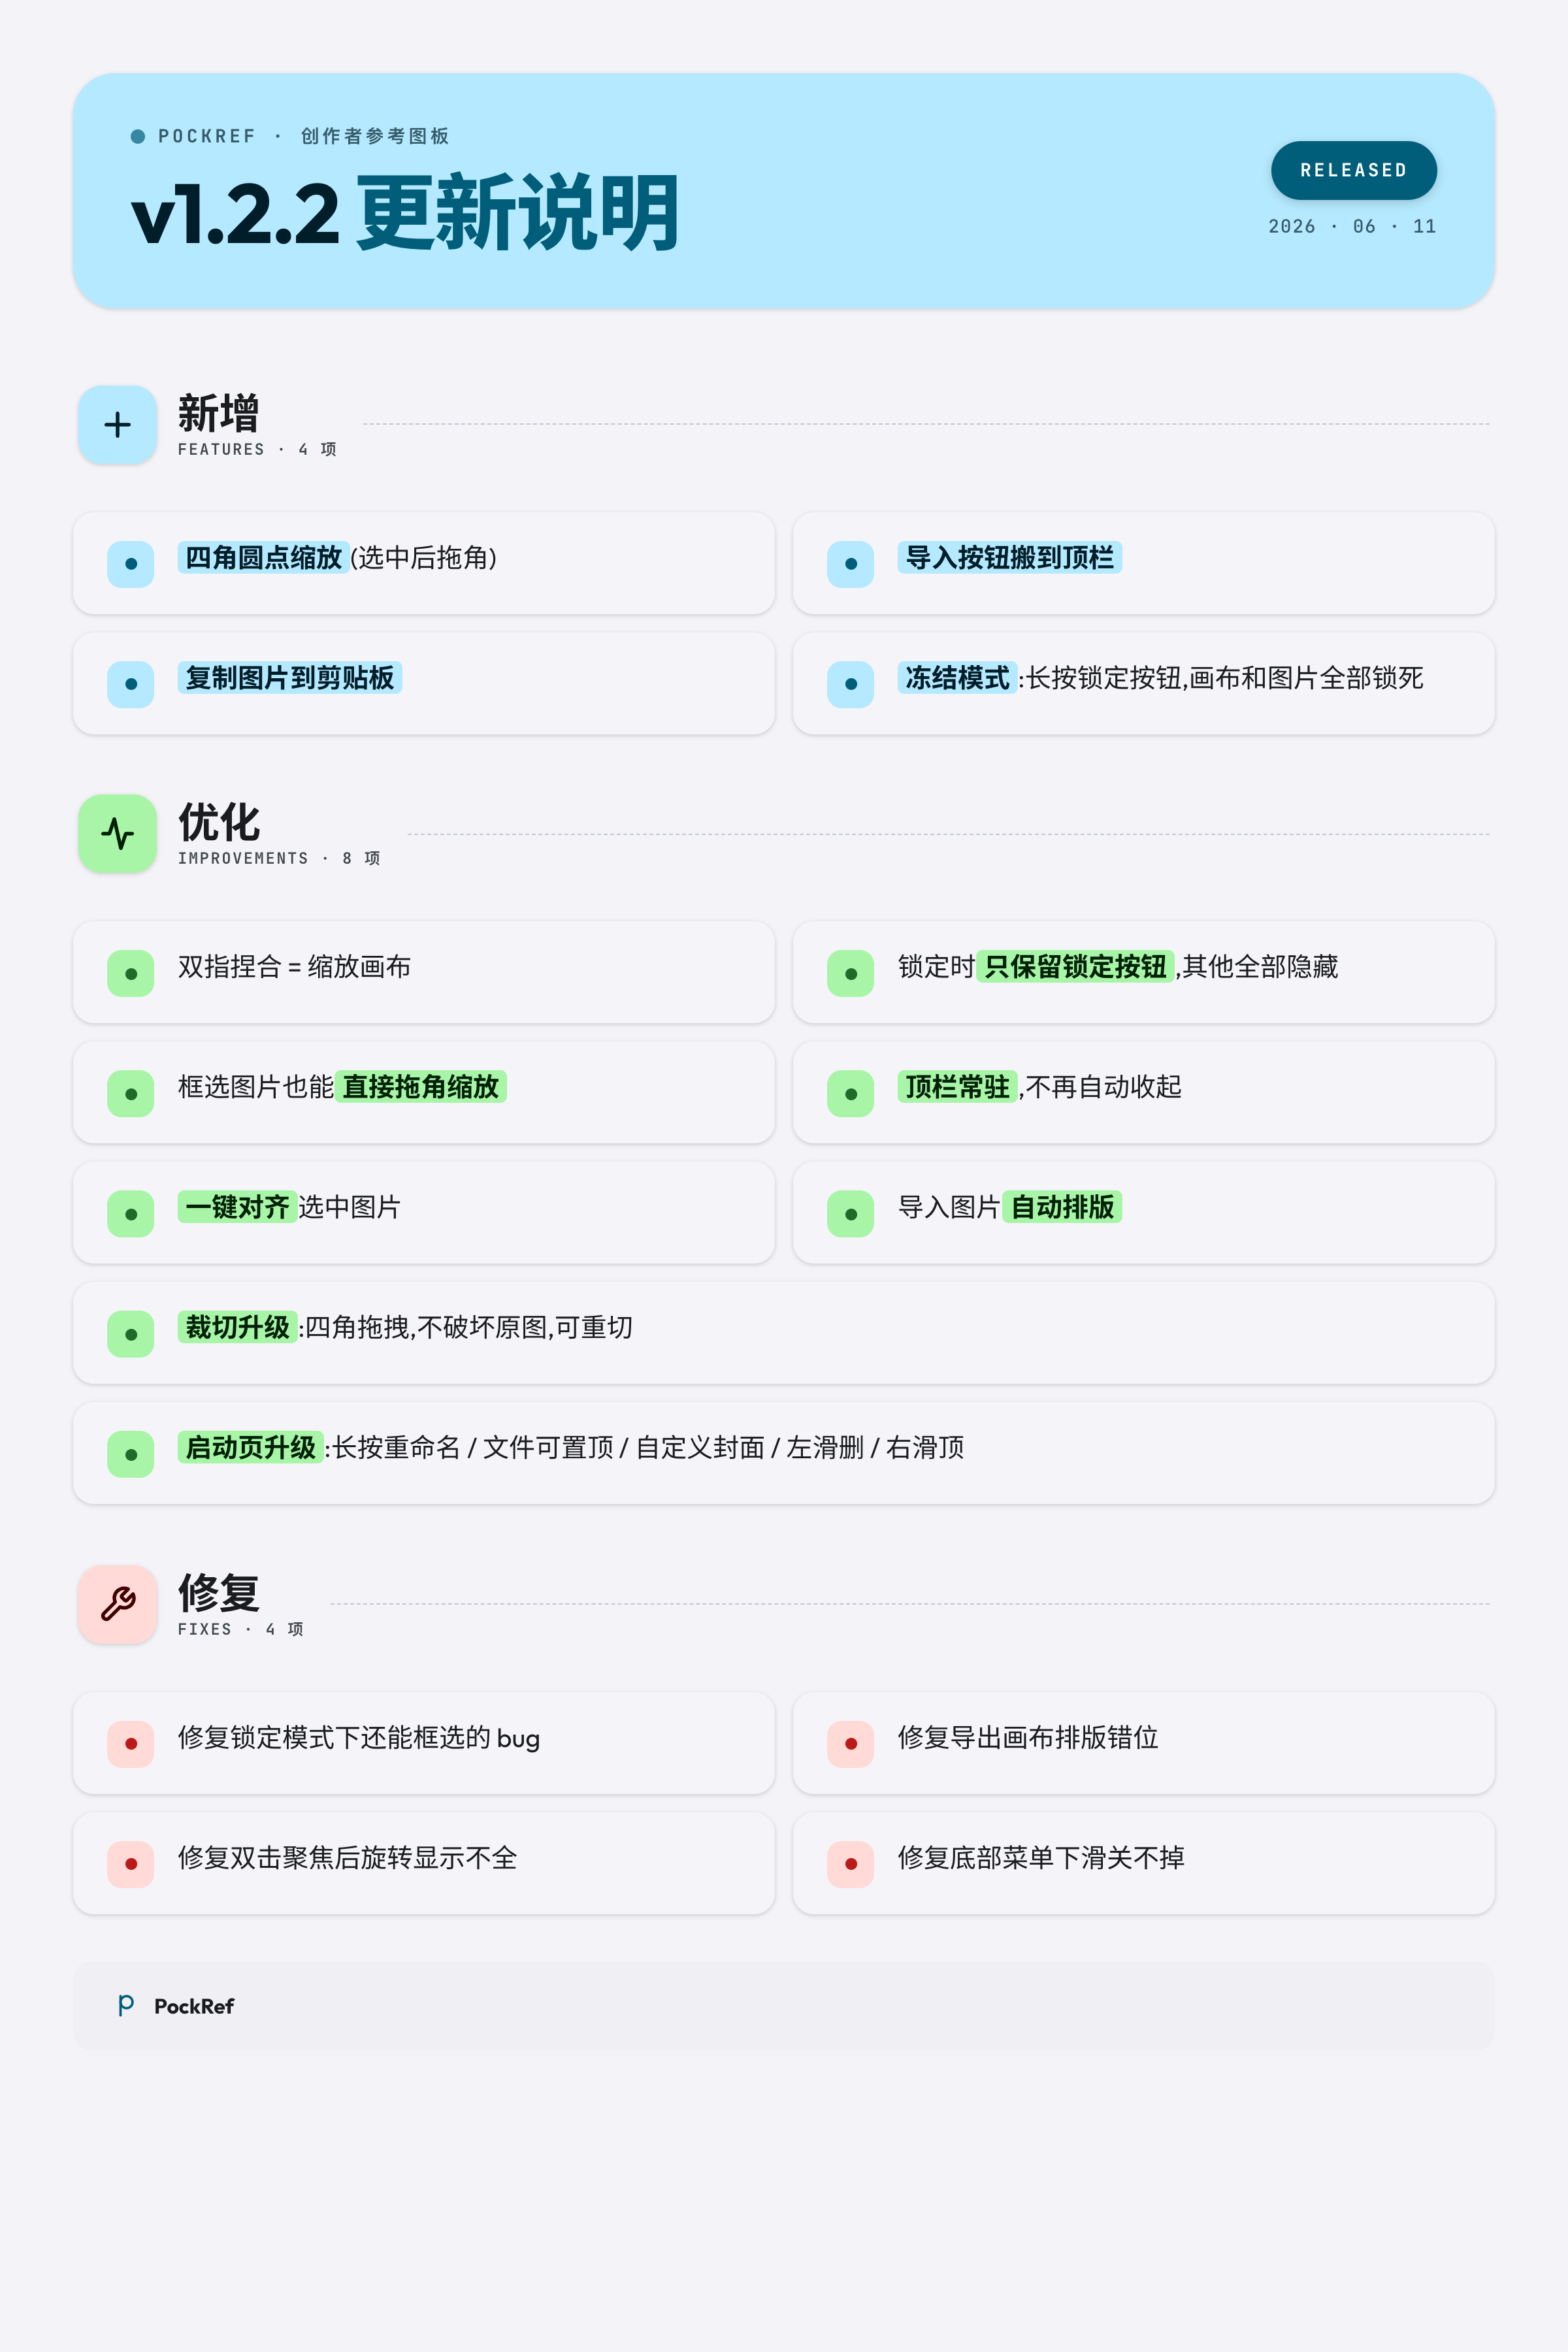 POCKREF · 创作者参考图板
v1.2.2 更新说明
RELEASED
2026 · 06 · 11
新增
FEATURES · 4 项
四角圆点缩放(选中后拖角)
导入按钮搬到顶栏
复制图片到剪贴板
冻结模式:长按锁定按钮,画布和图片全部锁死
优化
IMPROVEMENTS · 8 项
双指捏合 = 缩放画布
锁定时只保留锁定按钮,其他全部隐藏
框选图片也能直接拖角缩放
顶栏常驻,不再自动收起
一键对齐选中图片
导入图片自动排版
裁切升级:四角拖拽,不破坏原图,可重切
启动页升级:长按重命名 / 文件可置顶 / 自定义封面 / 左滑删 / 右滑顶
修复
FIXES · 4 项
修复锁定模式下还能框选的 bug
修复导出画布排版错位
修复双击聚焦后旋转显示不全
修复底部菜单下滑关不掉
PockRef